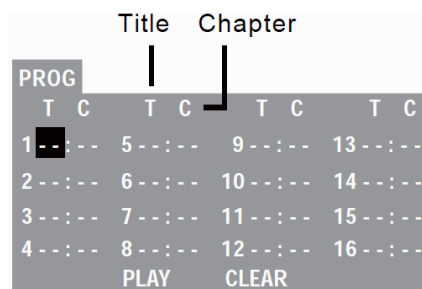 Title Chapter
PROG
T C T C T C T C
1 - - : - - 5 - - : - - 9 - - : - - 13 - - : - -
2 - - : - - 6 - - : - - 10 - - : - - 14 - - : - -
3 - - : - - 7 - - : - - 11 - - : - - 15 - - : - -
4 - - : - - 8 - - : - - 12 - - : - - 16 - - : - -
PLAY CLEAR